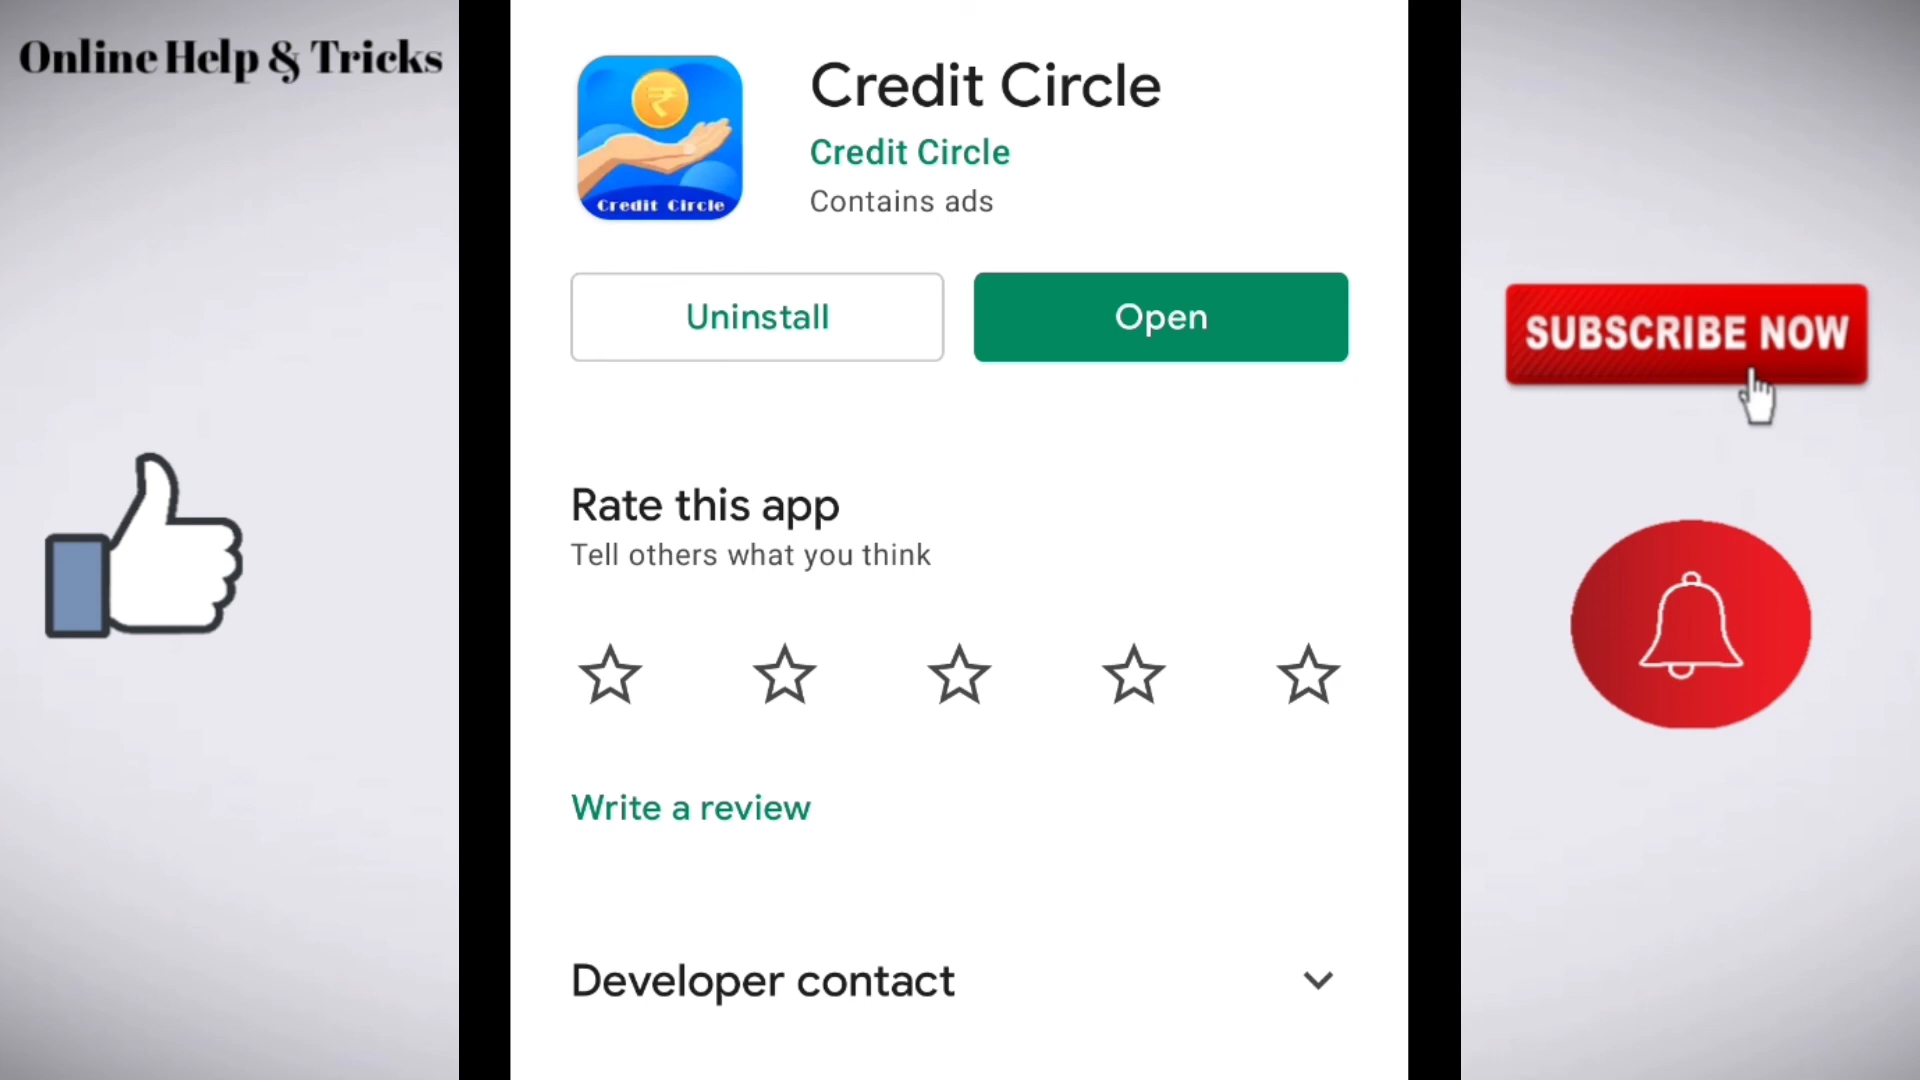 Online Help & Tricks
Credit Circle
Credit Circle
Contains ads
Credit Circle
Uninstall
Open
SUBSCRIBE NOW
Rate this app
Tell others what you think
Write a review
Developer contact